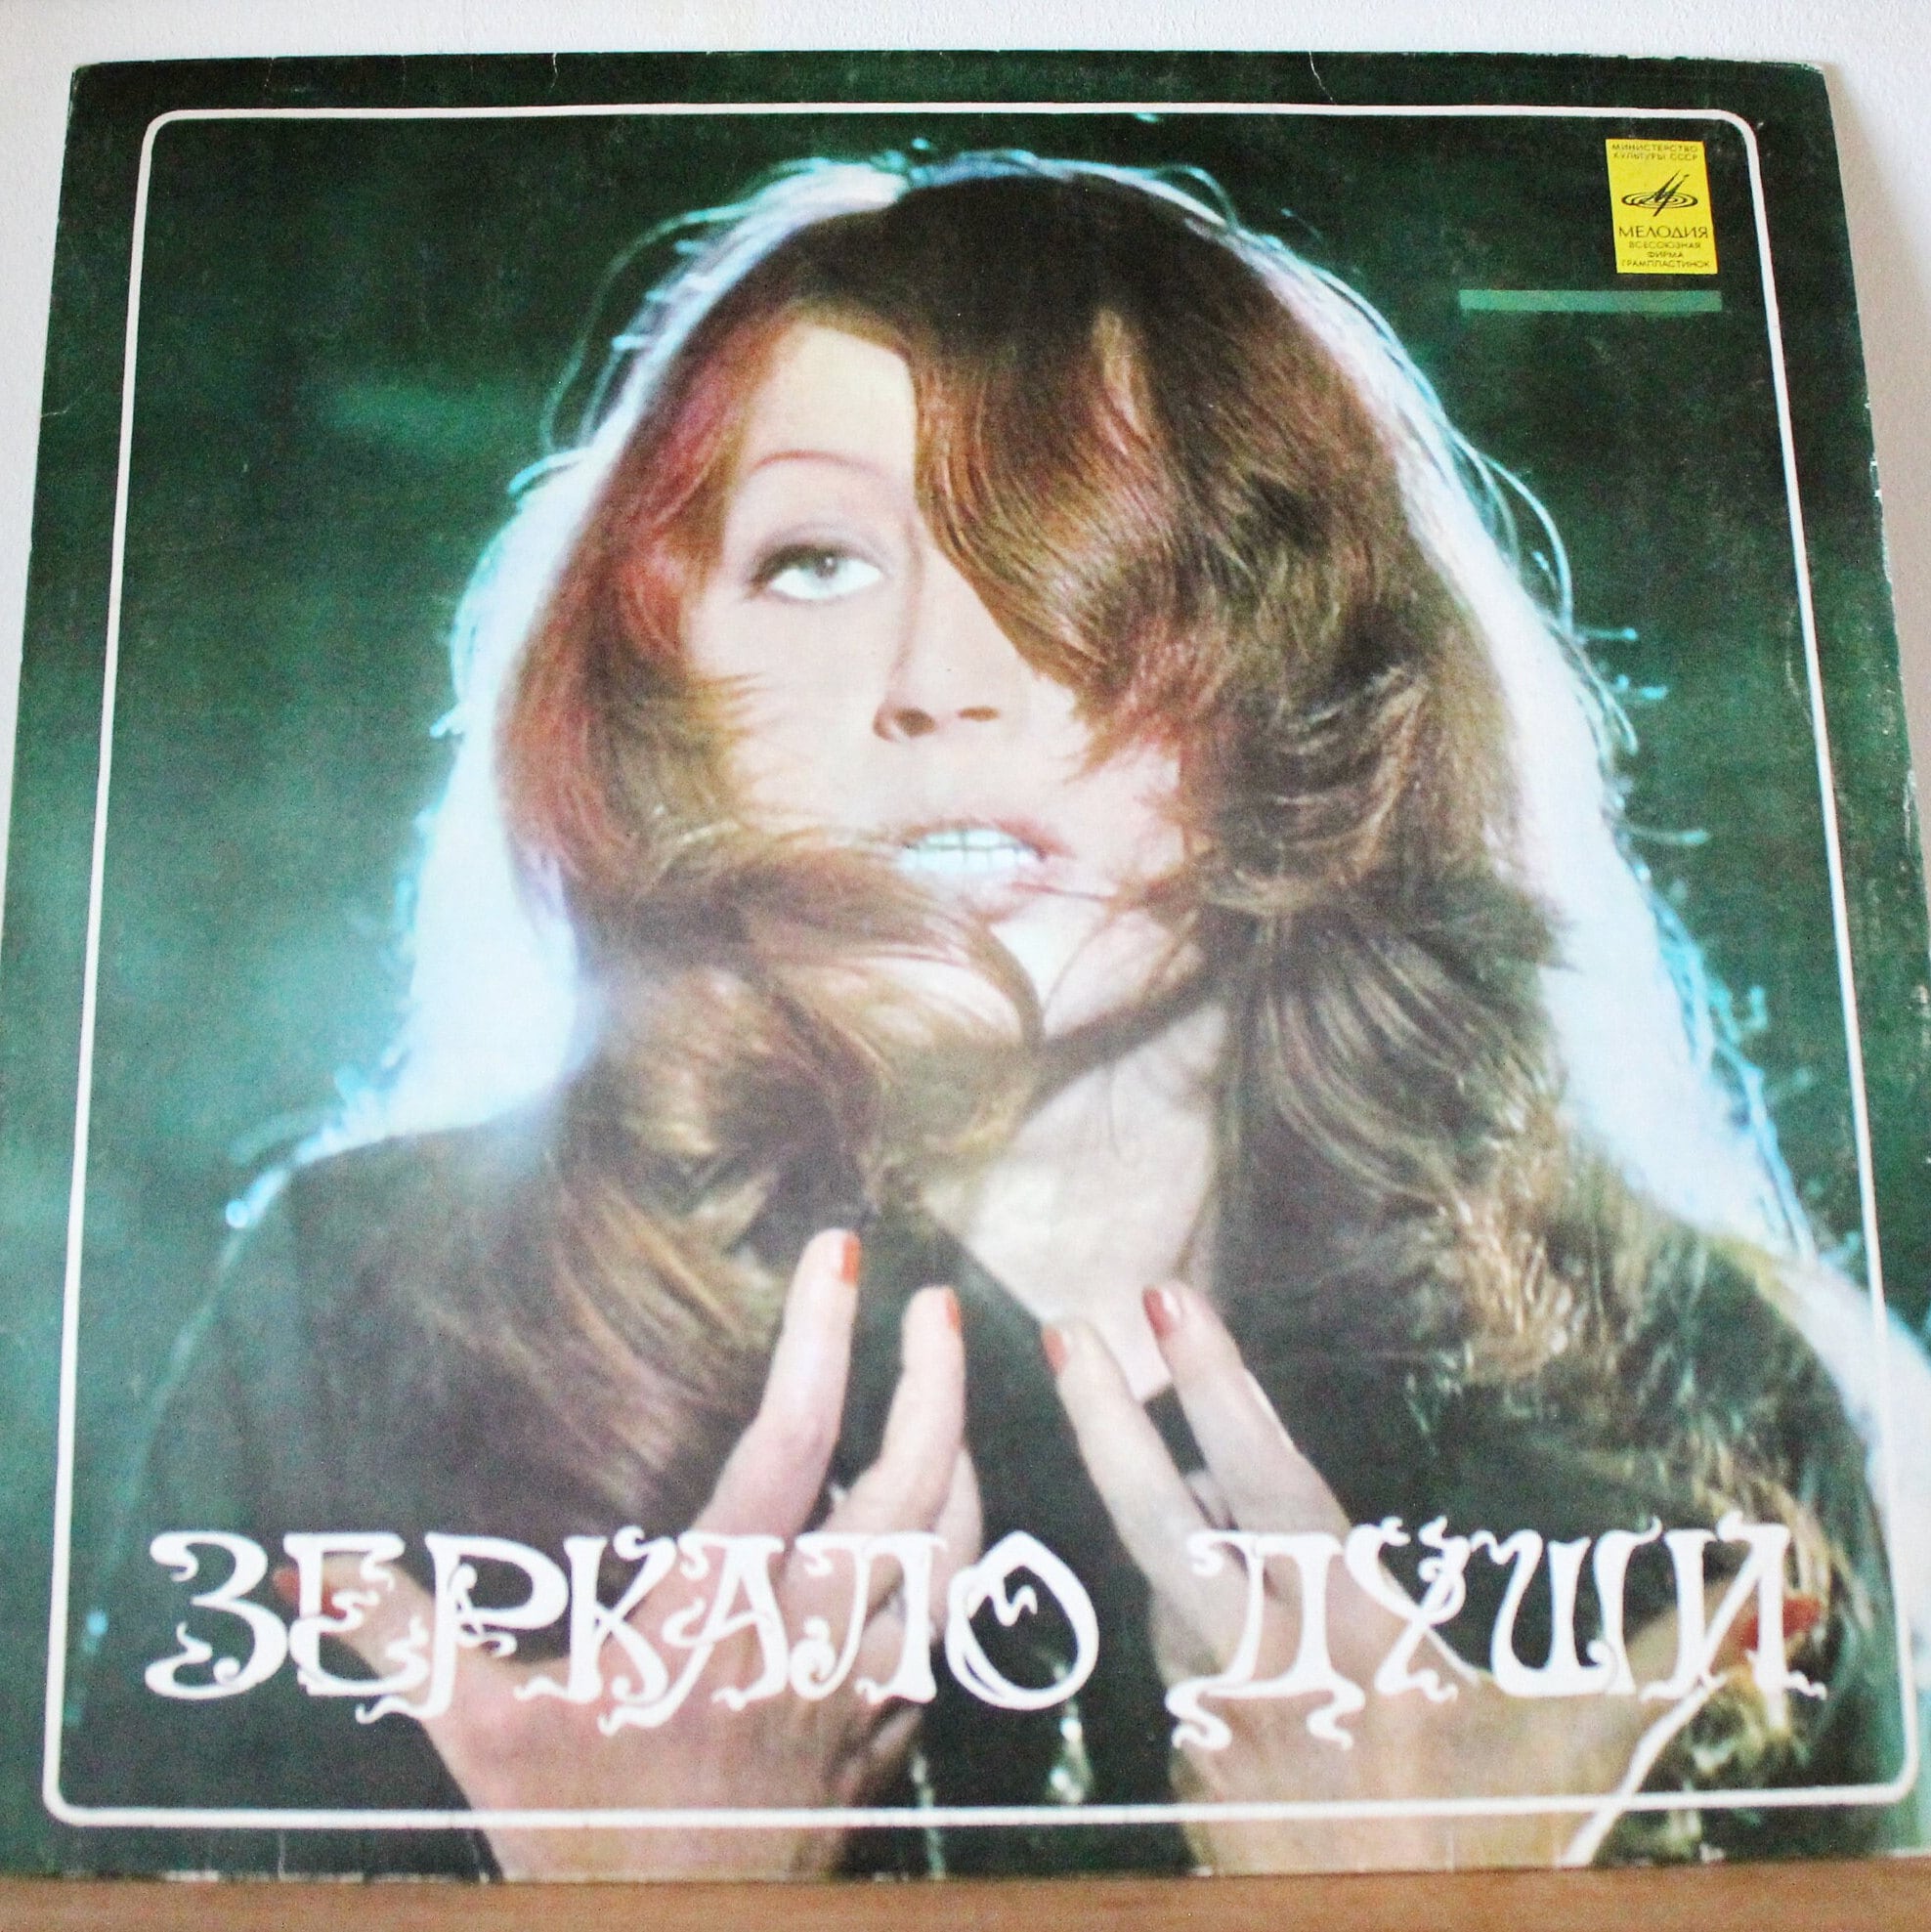 МИНИСТЕРСТВО
КУЛЬТУРЫ СССР
МЕЛОДИЯ
ВСЕСОЮЗНАЯ
ФИРМА
ГРАМПЛАСТИНОК
ЗЕРКАЛО ДУШИ